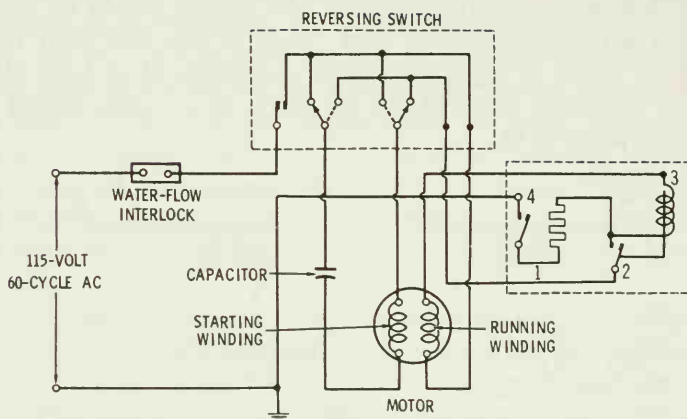 REVERSING SWITCH
WATER-FLOW
INTERLOCK
115-VOLT
60-CYCLE AC
CAPACITOR
STARTING
WINDING
RUNNING
WINDING
MOTOR
4
3
1
2